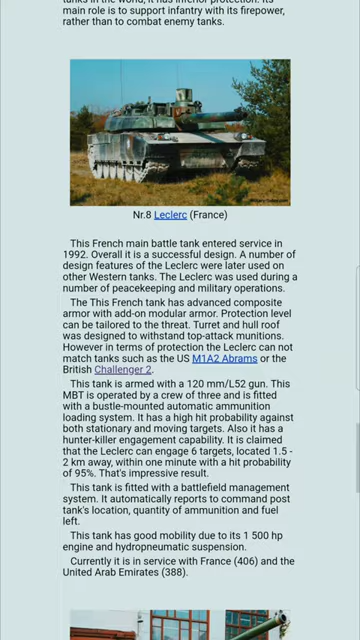 tanks in the world, it has inferior protection. Its
main role is to support infantry with its firepower,
rather than to combat enemy tanks.
Military-Today.com
Nr.8 Leclerc (France)
This French main battle tank entered service in
1992. Overall it is a successful design. A number of
design features of the Leclerc were later used on
other Western tanks. The Leclerc was used during a
number of peacekeeping and military operations.
The This French tank has advanced composite
armor with add-on modular armor. Protection level
can be tailored to the threat. Turret and hull roof
was designed to withstand top-attack munitions.
However in terms of protection the Leclerc can not
match tanks such as the US M1A2 Abrams or the
British Challenger 2.
This tank is armed with a 120 mm/L52 gun. This
MBT is operated by a crew of three and is fitted
with a bustle-mounted automatic ammunition
loading system. It has a high hit probability against
both stationary and moving targets. Also it has a
hunter-killer engagement capability. It is claimed
that the Leclerc can engage 6 targets, located 1.5 -
2 km away, within one minute with a hit probability
of 95%. That's impressive result.
This tank is fitted with a battlefield management
system. It automatically reports to command post
tank's location, quantity of ammunition and fuel
left.
This tank has good mobility due to its 1 500 hp
engine and hydropneumatic suspension.
Currently it is in service with France (406) and the
United Arab Emirates (388).